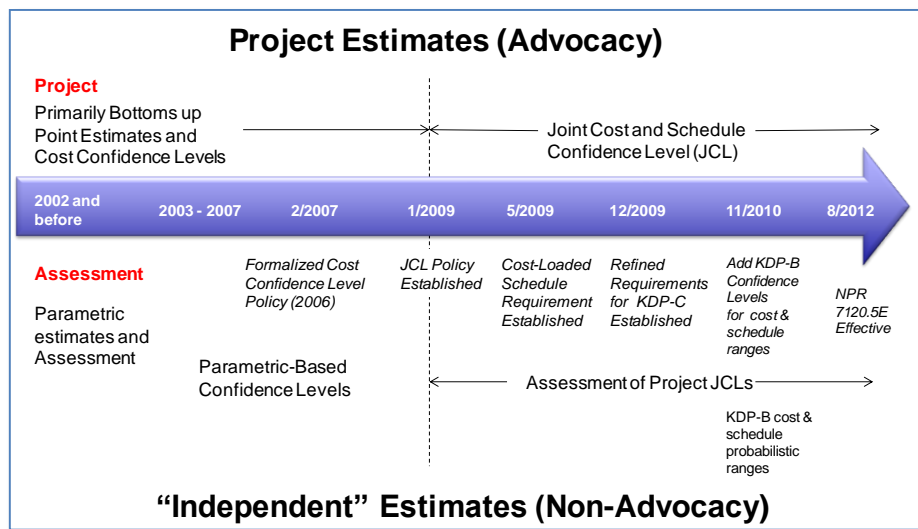 Project Estimates (Advocacy)
Project
Primarily Bottoms up
Point Estimates and
Cost Confidence Levels
Joint Cost and Schedule
Confidence Level (JCL)
2002 and
before
2003 - 2007
2/2007
1/2009
5/2009
12/2009
11/2010
8/2012
Assessment
Parametric
estimates and
Assessment
Formalized Cost
Confidence Level
Policy (2006)
JCL Policy
Established
Cost-Loaded
Schedule
Requirement
Established
Refined
Requirements
for KDP-C
Established
Add KDP-B
Confidence
Levels
for cost &
schedule
ranges
NPR
7120.5E
Effective
Parametric-Based
Confidence Levels
Assessment of Project JCLs
KDP-B cost &
schedule
probabilistic
ranges
“Independent” Estimates (Non-Advocacy)